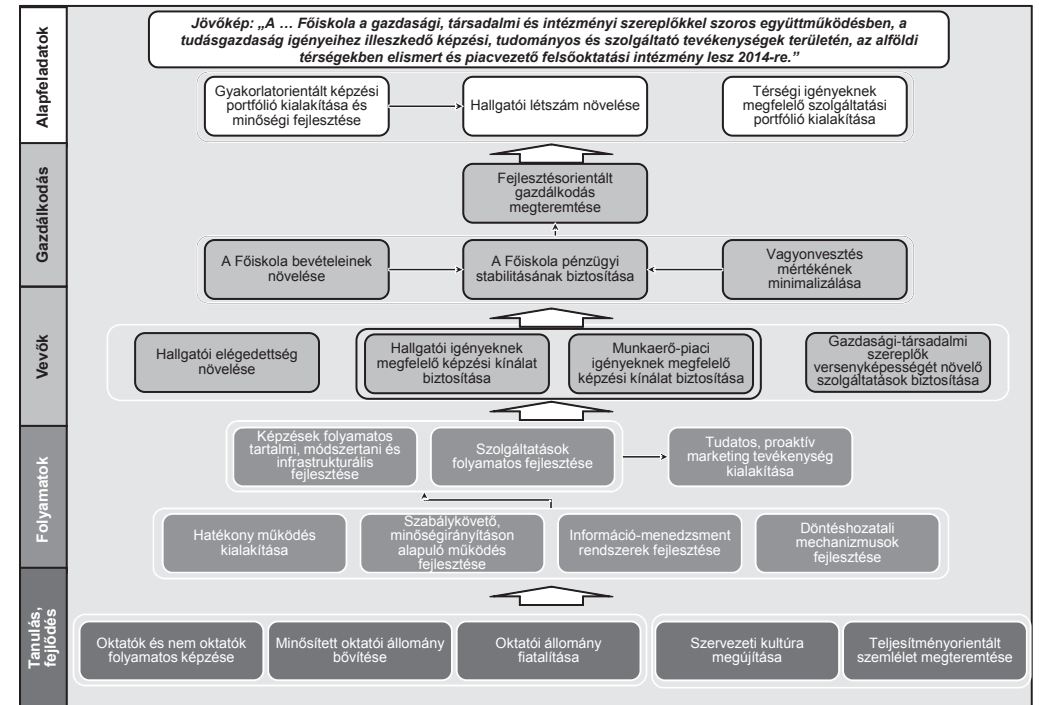 Jövőkép: „A … Főiskola a gazdasági, társadalmi és intézményi szereplőkkel szoros együttműködésben, a
tudásgazdaság igényeihez illeszkedő képzési, tudományos és szolgáltató tevékenységek területén, az alföldi
térségekben elismert és piacvezető felsőoktatási intézmény lesz 2014-re.”
Alapfeladatok
Gyakorlatorientált képzési
portfólió kialakítása és
minőségi fejlesztése
Hallgatói létszám növelése
Térségi igényeknek
megfelelő szolgáltatási
portfólió kialakítása
Gazdálkodás
Fejlesztésorientált
gazdálkodás
megteremtése
A Főiskola bevételeinek
növelése
A Főiskola pénzügyi
stabilitásának biztosítása
Vagyonvesztés
mértékének
minimalizálása
Vevők
Hallgatói elégedettség
növelése
Hallgatói igényeknek
megfelelő képzési kínálat
biztosítása
Munkaerő-piaci
igényeknek megfelelő
képzési kínálat biztosítása
Gazdasági-társadalmi
szereplők
versenyképességét növelő
szolgáltatások biztosítása
Folyamatok
Képzések folyamatos
tartalmi, módszertani és
infrastrukturális
fejlesztése
Szolgáltatások
folyamatos fejlesztése
Tudatos, proaktív
marketing tevékenység
kialakítása
Hatékony működés
kialakítása
Szabálykövető,
minőségirányításon
alapuló működés
fejlesztése
Információ-menedzsment
rendszerek fejlesztése
Döntéshozatali
mechanizmusok
fejlesztése
Tanulás,
fejlődés
Oktatók és nem oktatók
folyamatos képzése
Minősített oktatói állomány
bővítése
Oktatói állomány
fiatalítása
Szervezeti kultúra
megújítása
Teljesítményorientált
szemlélet megteremtése